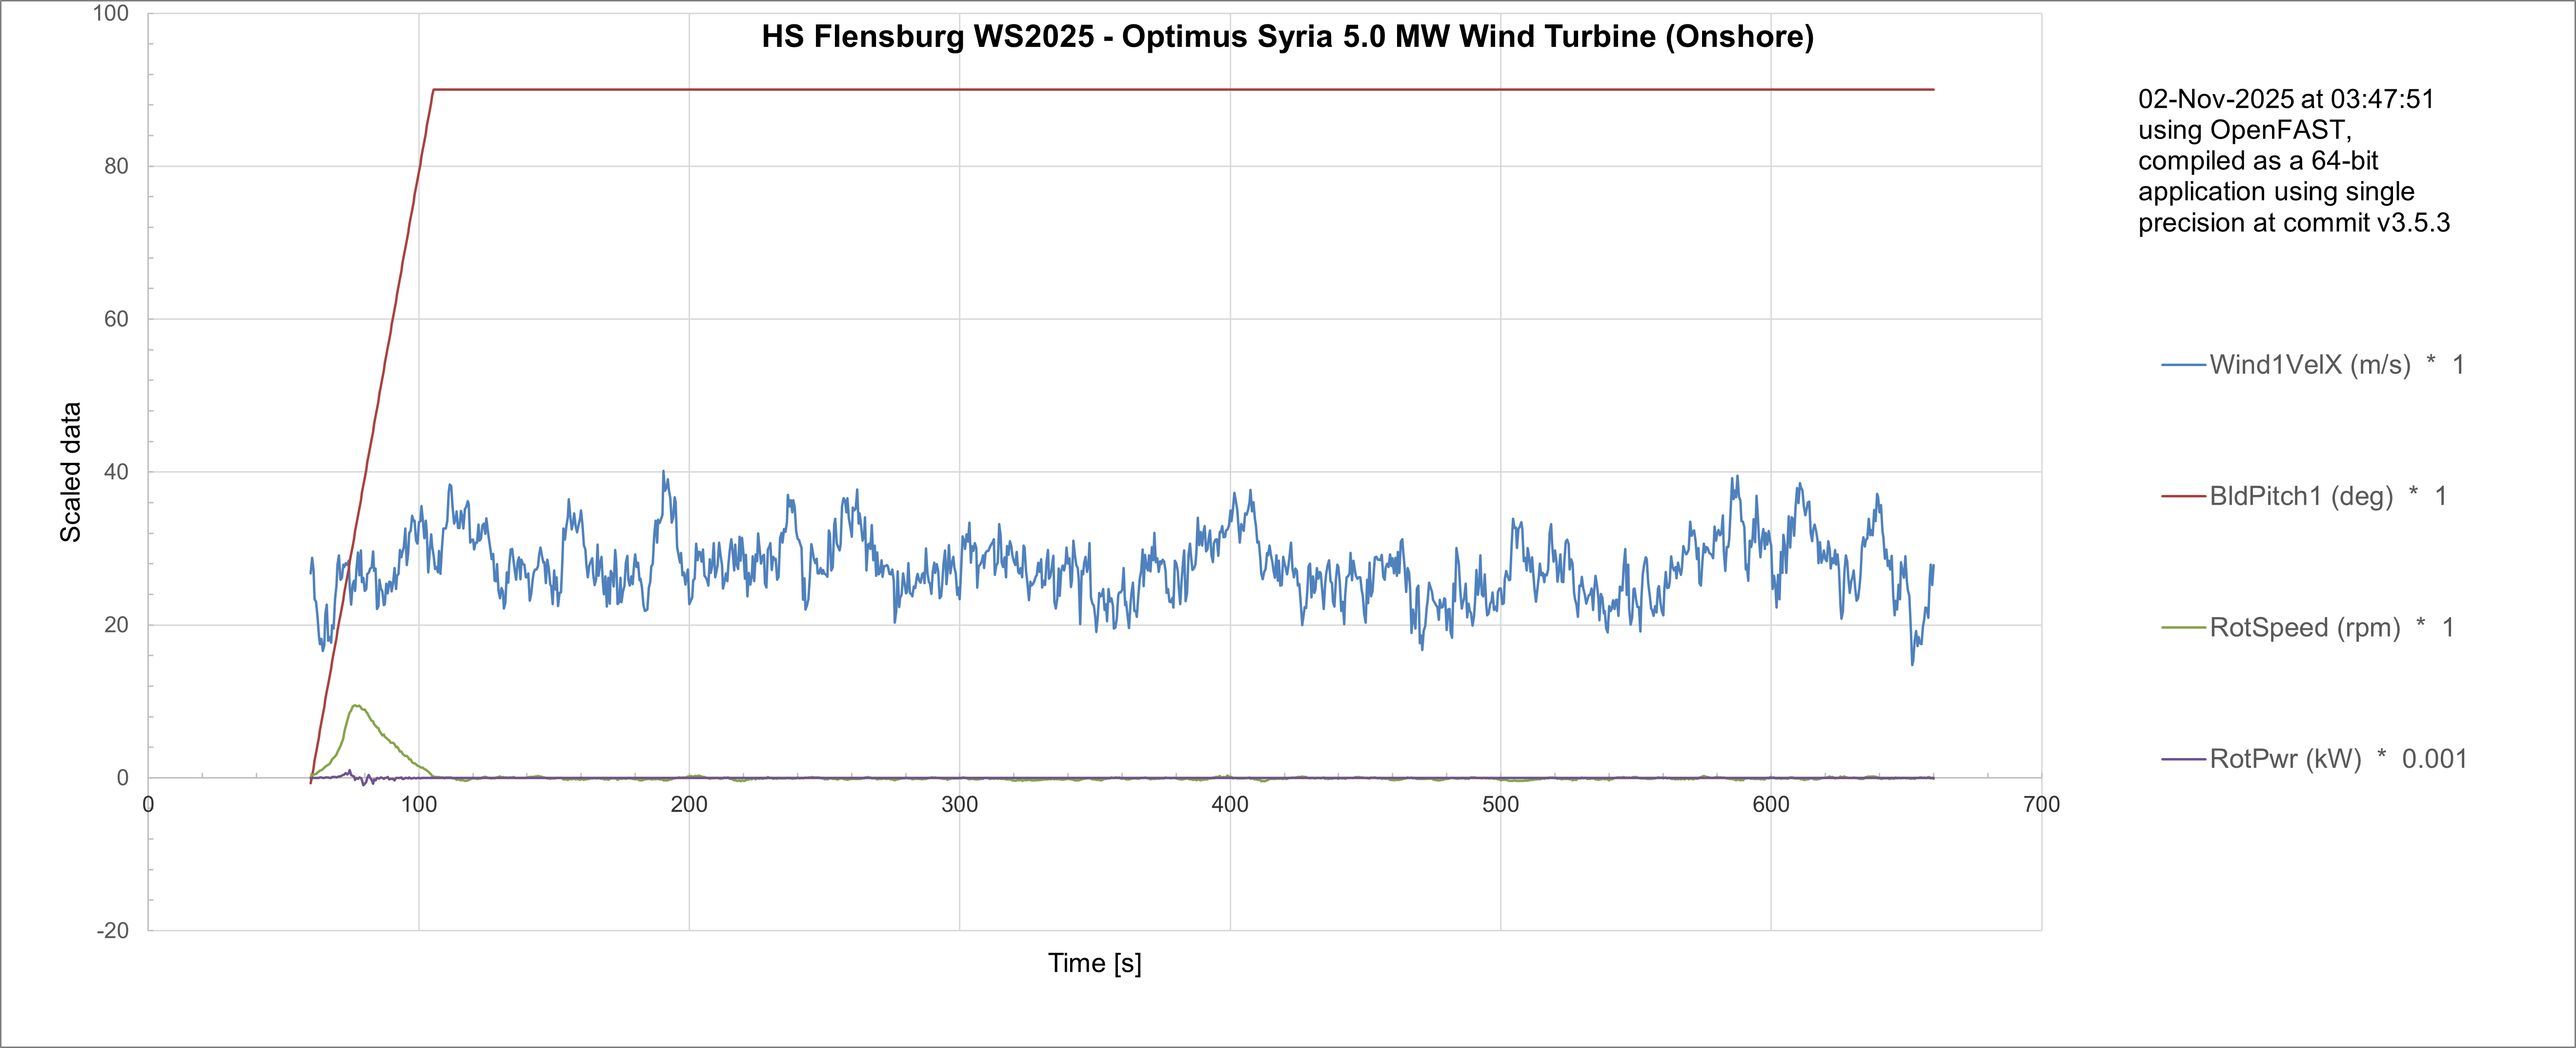 HS Flensburg WS2025 - Optimus Syria 5.0 MW Wind Turbine (Onshore)
02-Nov-2025 at 03:47:51
using OpenFAST,
compiled as a 64-bit
application using single
precision at commit v3.5.3
Scaled data
100
80
60
40
20
0
-20
0 100 200 300 400 500 600 700
Time [s]
Wind1VelX (m/s) * 1
BldPitch1 (deg) * 1
RotSpeed (rpm) * 1
RotPwr (kW) * 0.001